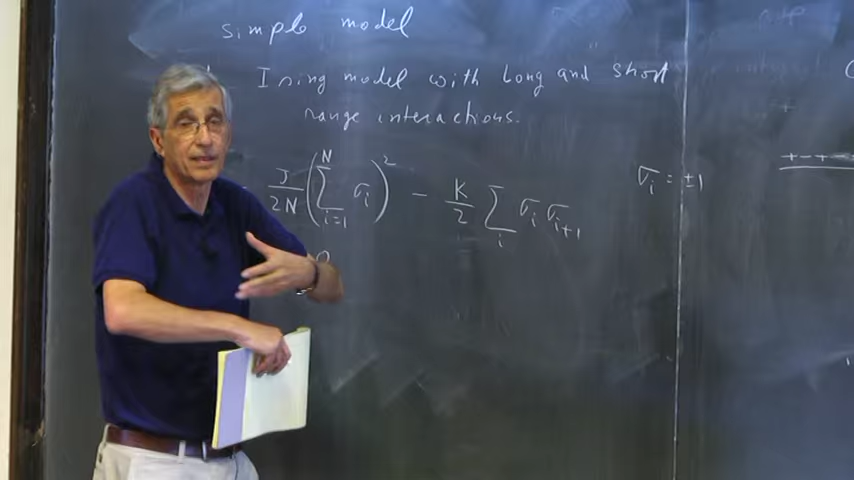 simple model
Ising model with long and short
range interactions.
J/2N (∑_{i=1}^{N} σ_i)^2 - K/2 ∑_i σ_i σ_{i+1}
σ_i = ±1